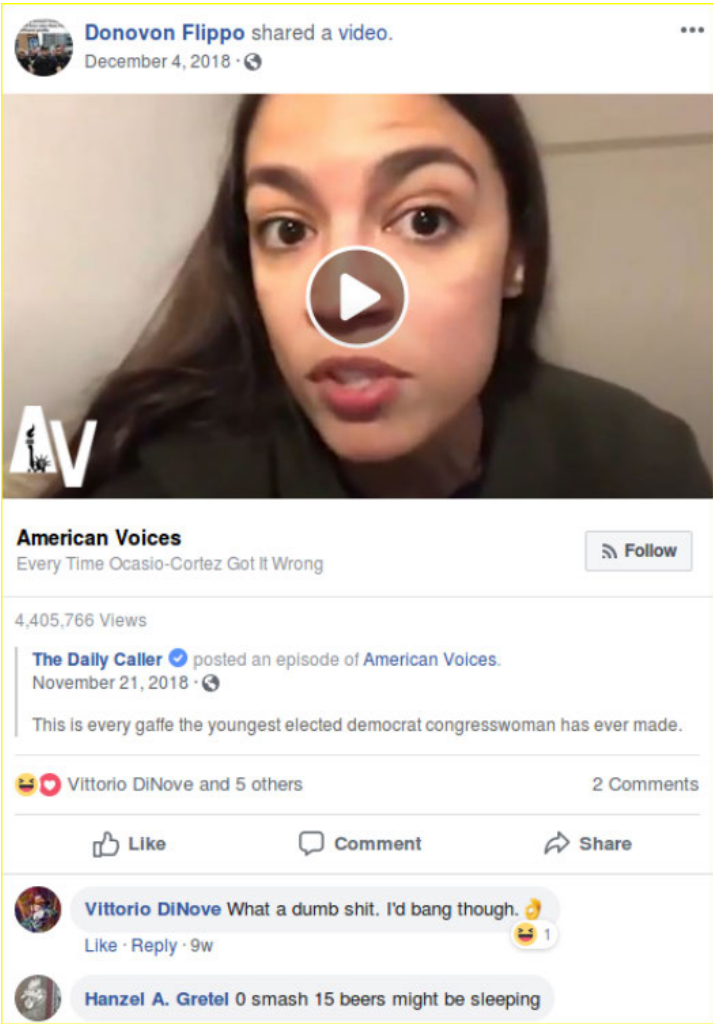 Donovon Flippo shared a video.
December 4, 2018 ·
AV
American Voices
Every Time Ocasio-Cortez Got It Wrong
Follow
4,405,766 Views
The Daily Caller posted an episode of American Voices.
November 21, 2018 ·
This is every gaffe the youngest elected democrat congresswoman has ever made.
Vittorio DiNove and 5 others
2 Comments
Like
Comment
Share
Vittorio DiNove What a dumb shit. I'd bang though. 👌
😆 1
Like · Reply · 9w
Hanzel A. Gretel 0 smash 15 beers might be sleeping